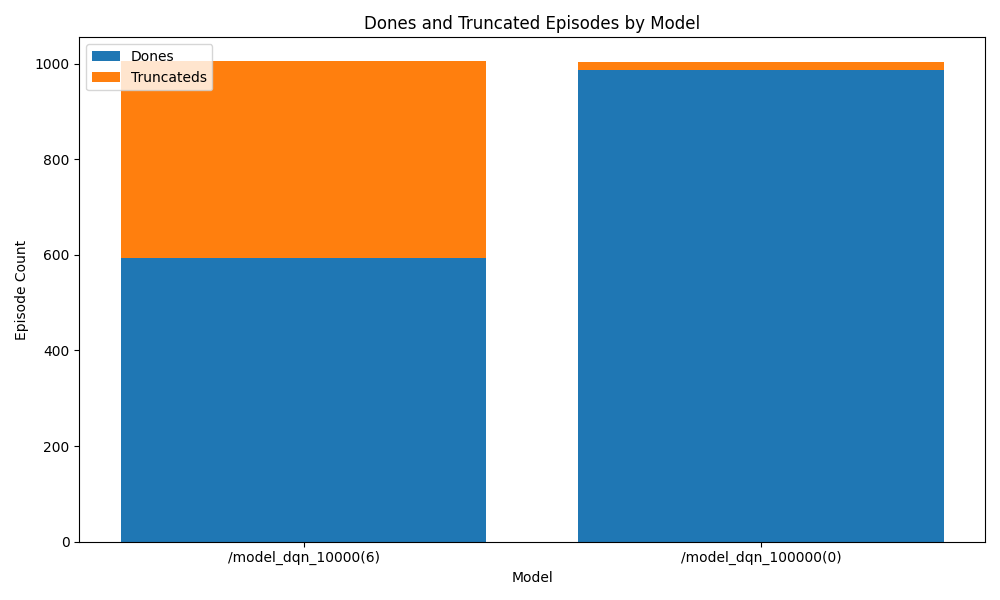 Dones and Truncated Episodes by Model
Dones
Truncateds
1000
800
600
400
200
0
Episode Count
/model_dqn_10000(6)
/model_dqn_100000(0)
Model